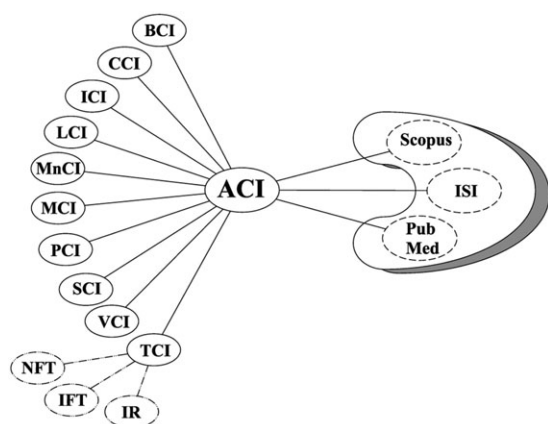 BCI
CCI
ICI
LCI
MnCI
MCI
PCI
SCI
VCI
TCI
NFT
IFT
IR
ACI
Scopus
ISI
Pub
Med